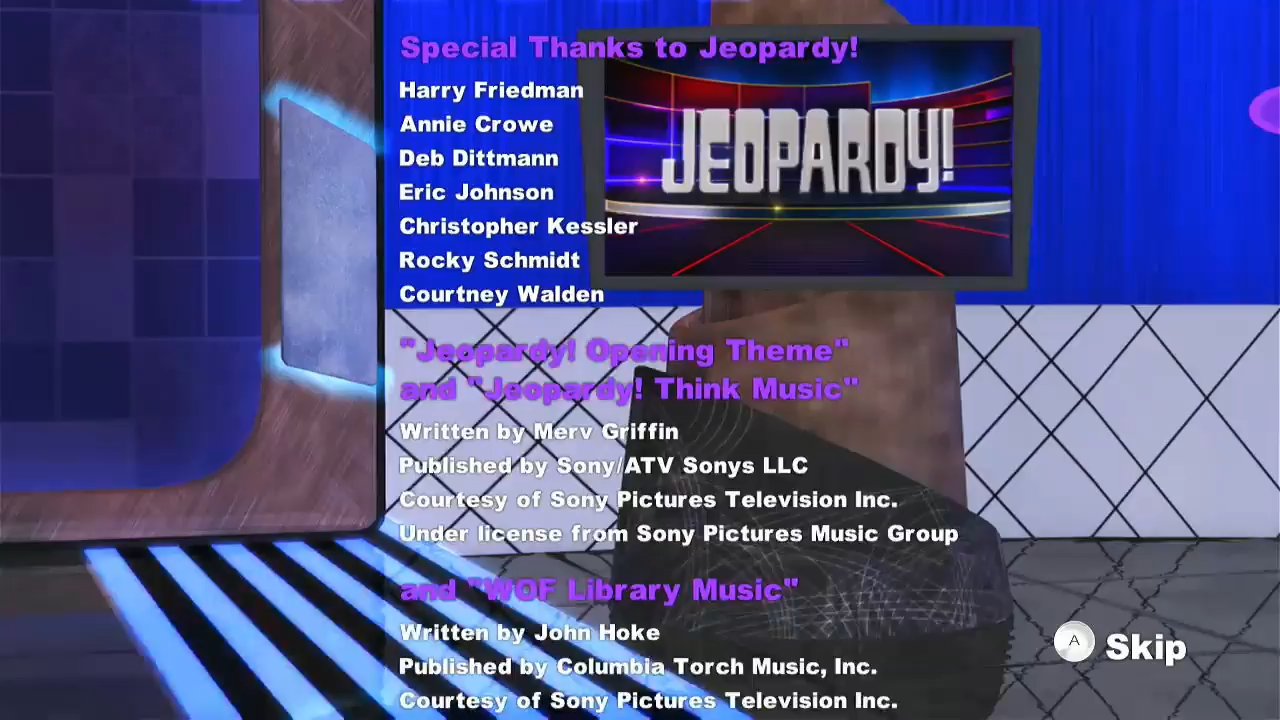 Special Thanks to Jeopardy!
Harry Friedman
Annie Crowe
Deb Dittmann
Eric Johnson
Christopher Kessler
Rocky Schmidt
Courtney Walden
JEOPARDY!
"Jeopardy! Opening Theme"
and "Jeopardy! Think Music"
Written by Merv Griffin
Published by Sony/ATV Sonys LLC
Courtesy of Sony Pictures Television Inc.
Under license from Sony Pictures Music Group
and "WOF Library Music"
Written by John Hoke
Published by Columbia Torch Music, Inc.
Courtesy of Sony Pictures Television Inc.
A Skip